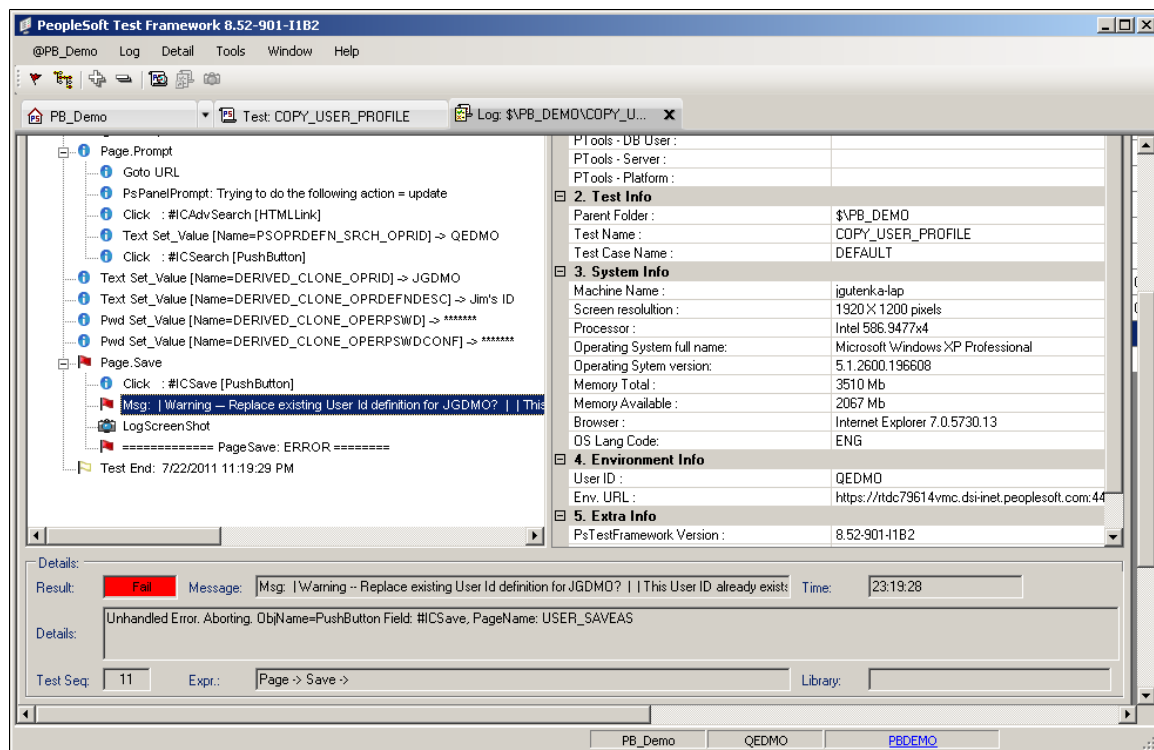 PeopleSoft Test Framework 8.52-901-I1B2
@PB_Demo Log Detail Tools Window Help
PB_Demo Test: COPY_USER_PROFILE Log: $\PB_DEMO\COPY_U... X
Page.Prompt
Goto URL
PsPanelPrompt: Trying to do the following action = update
Click : #ICAdvSearch [HTMLLink]
Text Set_Value [Name=PSOPRDEFN_SRCH_OPRID] -> QEDMO
Click : #ICSearch [PushButton]
Text Set_Value [Name=DERIVED_CLONE_OPRID] -> JGDMO
Text Set_Value [Name=DERIVED_CLONE_OPRDEFNDESC] -> Jim's ID
Pwd Set_Value [Name=DERIVED_CLONE_OPERPSWD] -> *******
Pwd Set_Value [Name=DERIVED_CLONE_OPERPSWDCONF] -> *******
Page.Save
Click : #ICSave [PushButton]
Msg: | Warning -- Replace existing User Id definition for JGDMO? | | This
LogScreenShot
============= PageSave: ERROR ========
Test End: 7/22/2011 11:19:29 PM
PTools - DB User :
PTools - Server :
PTools - Platform :
2. Test Info
Parent Folder : $\PB_DEMO
Test Name : COPY_USER_PROFILE
Test Case Name : DEFAULT
3. System Info
Machine Name : jgutenka-lap
Screen resolultion : 1920 X 1200 pixels
Processor : Intel 586.9477x4
Operating System full name: Microsoft Windows XP Professional
Operating Sytem version: 5.1.2600.196608
Memory Total : 3510 Mb
Memory Available : 2067 Mb
Browser : Internet Explorer 7.0.5730.13
OS Lang Code: ENG
4. Environment Info
User ID : QEDMO
Env. URL : https://rtdc79614vmc.dsi-inet.peoplesoft.com:44
5. Extra Info
PsTestFramework Version : 8.52-901-I1B2
Details:
Result: Fail Message: Msg: | Warning -- Replace existing User Id definition for JGDMO? | | This User ID already exists Time: 23:19:28
Details: Unhandled Error. Aborting. ObjName=PushButton Field: #ICSave, PageName: USER_SAVEAS
Test Seq: 11 Expr.: Page -> Save -> Library:
PB_Demo QEDMO PBDEMO